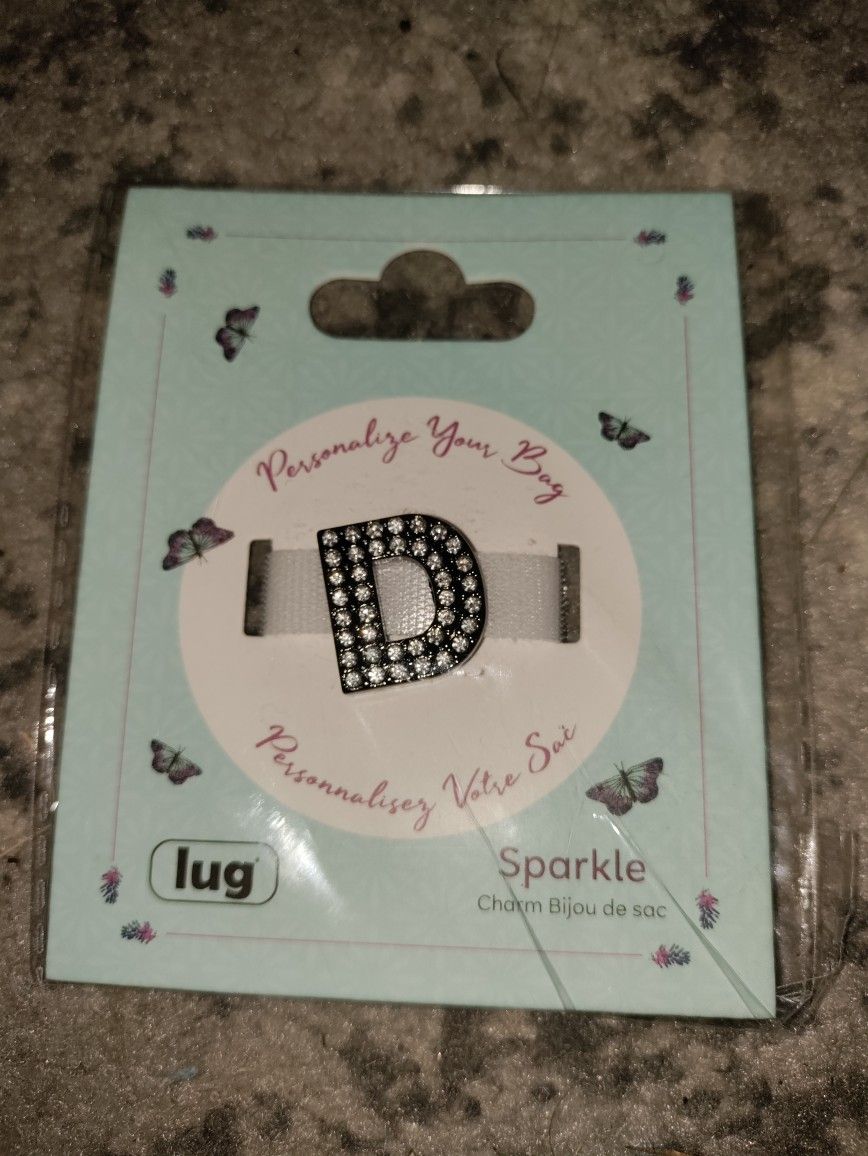 Personalize Your Bag
D
Personnalisez Votre Sac
lug
Sparkle
Charm Bijou de sac